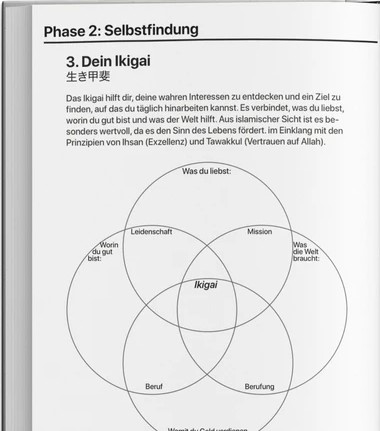 Phase 2: Selbstfindung
3. Dein Ikigai
生き甲斐
Das Ikigai hilft dir, deine wahren Interessen zu entdecken und ein Ziel zu
finden, auf das du täglich hinarbeiten kannst. Es verbindet, was du liebst,
worin du gut bist und was der Welt hilft. Aus islamischer Sicht ist es be-
sonders wertvoll, da es den Sinn des Lebens fördert. im Einklang mit den
Prinzipien von Ihsan (Exzellenz) und Tawakkul (Vertrauen auf Allah).
Was du liebst:
Leidenschaft
Mission
Worin
du gut
bist:
Was
die Welt
braucht:
Ikigai
Beruf
Berufung
Womit du Geld verdienen